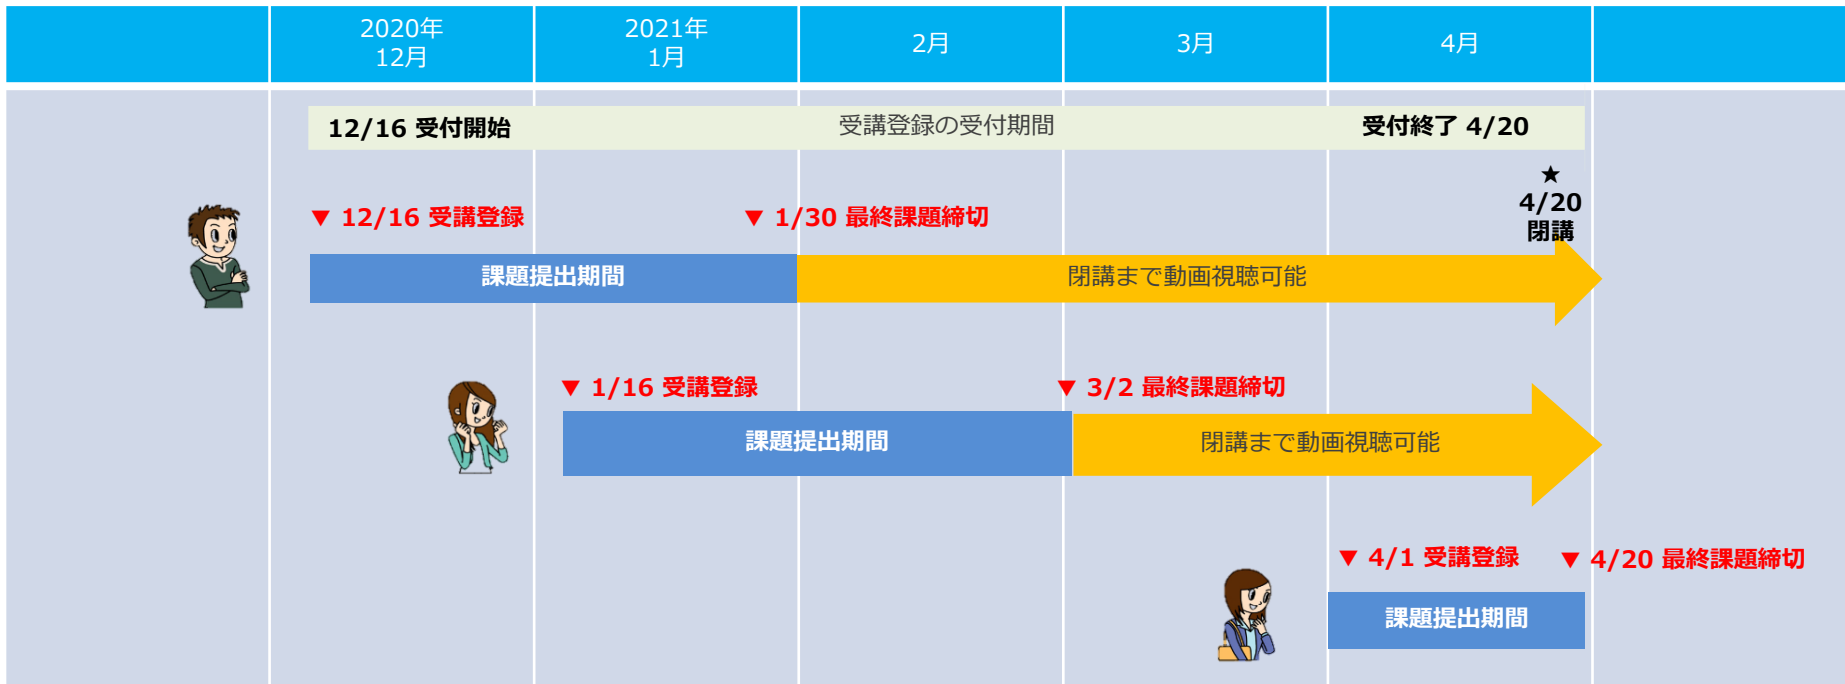 2020年
12月
2021年
1月
2月
3月
4月
12/16 受付開始
受講登録の受付期間
受付終了 4/20
★
4/20
閉講
▼ 12/16 受講登録
▼ 1/30 最終課題締切
課題提出期間
閉講まで動画視聴可能
▼ 1/16 受講登録
▼ 3/2 最終課題締切
課題提出期間
閉講まで動画視聴可能
▼ 4/1 受講登録
▼ 4/20 最終課題締切
課題提出期間